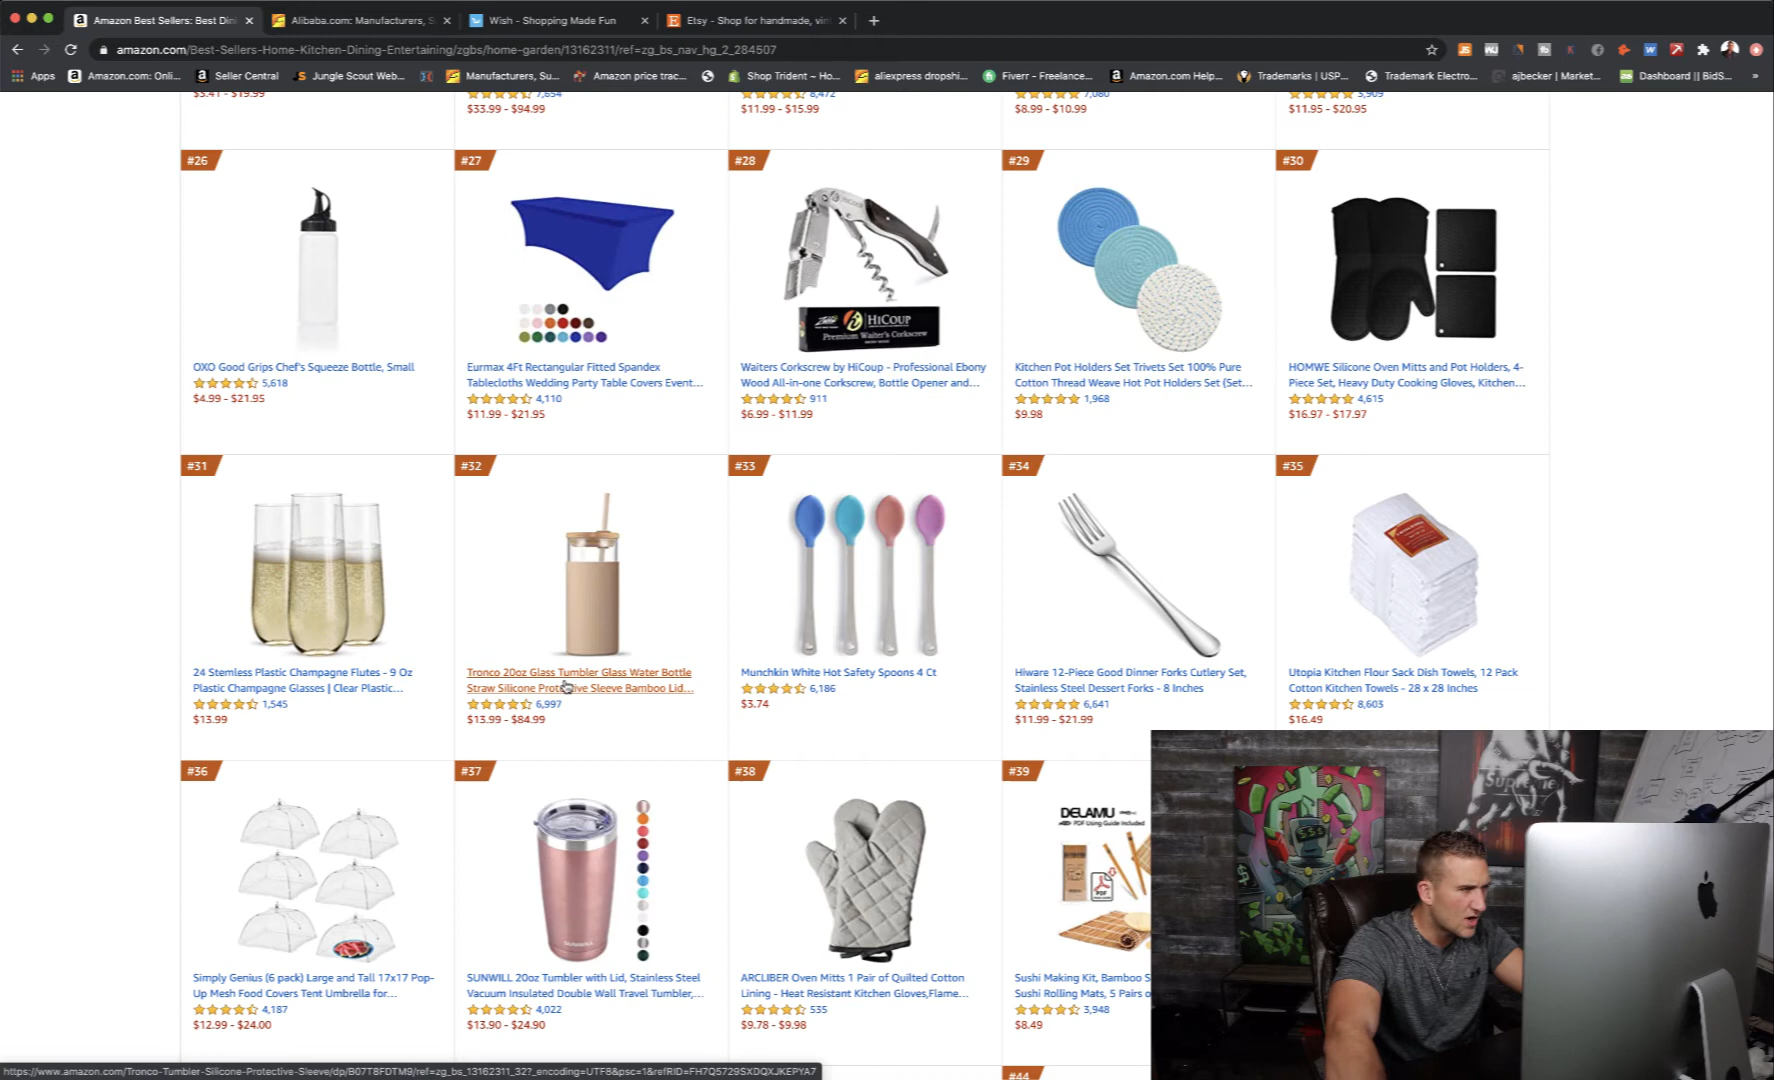 Amazon Best Sellers: Best Dini
Alibaba.com: Manufacturers, S
Wish - Shopping Made Fun
Etsy - Shop for handmade, vin
amazon.com/Best-Sellers-Home-Kitchen-Dining-Entertaining/zgbs/home-garden/13162311/ref=zg_bs_nav_hg_2_284507
Apps
Amazon.com: Onli...
Seller Central
Jungle Scout Web...
Manufacturers, Su...
Amazon price trac...
Shop Trident ~ Ho...
aliexpress dropshi...
Fiverr - Freelance...
Amazon.com Help...
Trademarks | USP...
Trademark Electro...
ajbecker | Market...
Dashboard || BidS...
»
$3.41 - $19.99
7,654
$33.99 - $94.99
8,472
$11.99 - $15.99
7,080
$8.99 - $10.99
3,909
$11.95 - $20.95
#26
OXO Good Grips Chef's Squeeze Bottle, Small
5,618
$4.99 - $21.95
#27
Eurmax 4Ft Rectangular Fitted Spandex
Tablecloths Wedding Party Table Covers Event...
4,110
$11.99 - $21.95
#28
HiCOUP
Premium Waiter's Corkscrew
Waiters Corkscrew by HiCoup - Professional Ebony
Wood All-in-one Corkscrew, Bottle Opener and...
911
$6.99 - $11.99
#29
Kitchen Pot Holders Set Trivets Set 100% Pure
Cotton Thread Weave Hot Pot Holders Set (Set...
1,968
$9.98
#30
HOMWE Silicone Oven Mitts and Pot Holders, 4-
Piece Set, Heavy Duty Cooking Gloves, Kitchen...
4,615
$16.97 - $17.97
#31
24 Stemless Plastic Champagne Flutes - 9 Oz
Plastic Champagne Glasses | Clear Plastic...
1,545
$13.99
#32
Tronco 20oz Glass Tumbler Glass Water Bottle
Straw Silicone Protective Sleeve Bamboo Lid...
6,997
$13.99 - $84.99
#33
Munchkin White Hot Safety Spoons 4 Ct
6,186
$3.74
#34
Hiware 12-Piece Good Dinner Forks Cutlery Set,
Stainless Steel Dessert Forks - 8 Inches
6,641
$11.99 - $21.99
#35
Utopia Kitchen Flour Sack Dish Towels, 12 Pack
Cotton Kitchen Towels - 28 x 28 Inches
8,603
$16.49
#36
Simply Genius (6 pack) Large and Tall 17x17 Pop-
Up Mesh Food Covers Tent Umbrella for...
4,187
$12.99 - $24.00
#37
SUNWILL
SUNWILL 20oz Tumbler with Lid, Stainless Steel
Vacuum Insulated Double Wall Travel Tumbler,...
4,022
$13.90 - $24.90
#38
ARCLIBER Oven Mitts 1 Pair of Quilted Cotton
Lining - Heat Resistant Kitchen Gloves,Flame...
535
$9.78 - $9.98
#39
DELAMU
PDF Using Guide Included
PDF
Sushi Making Kit, Bamboo S
Sushi Rolling Mats, 5 Pairs o
3,948
$8.49
Supreme
$$$
#44
https://www.amazon.com/Tronco-Tumbler-Silicone-Protective-Sleeve/dp/B07T8FDTM9/ref=zg_bs_13162311_32?_encoding=UTF8&psc=1&refRID=FH7Q5729SXDQXJKEPYA7